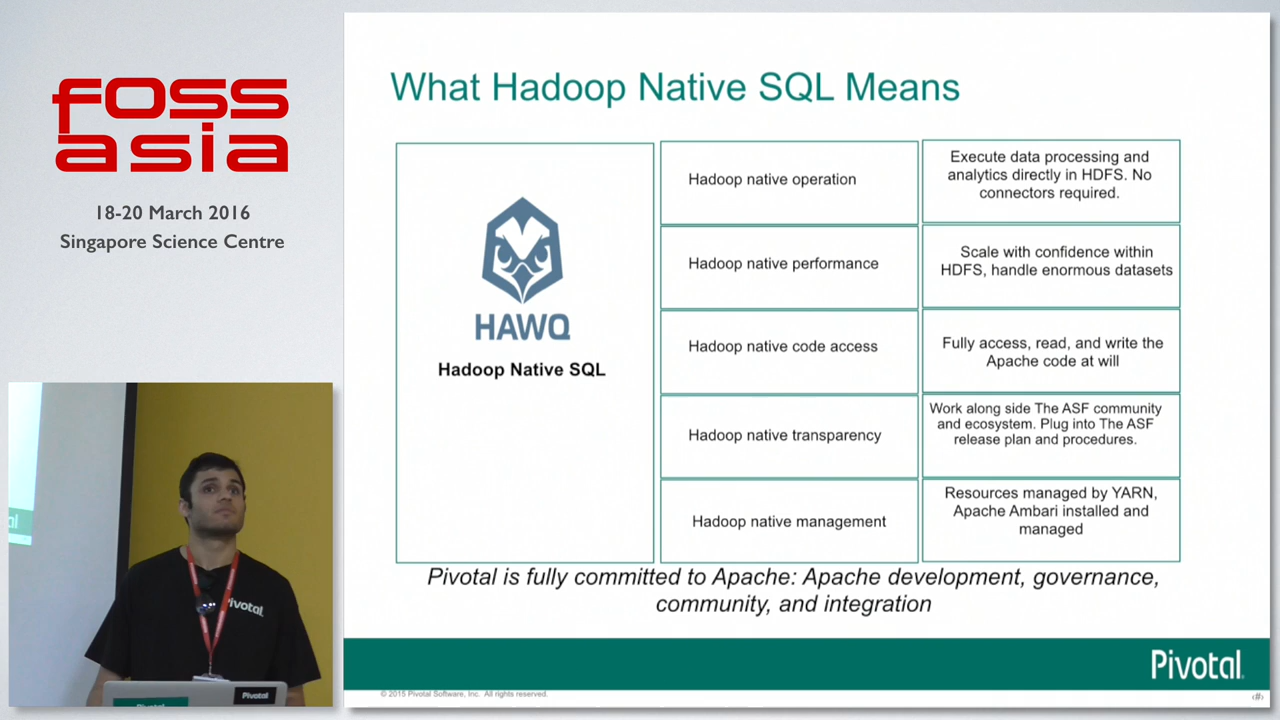 fOSS
asia
18-20 March 2016
Singapore Science Centre
What Hadoop Native SQL Means
HAWQ
Hadoop Native SQL
Hadoop native operation
Execute data processing and
analytics directly in HDFS. No
connectors required.
Hadoop native performance
Scale with confidence within
HDFS, handle enormous datasets
Hadoop native code access
Fully access, read, and write the
Apache code at will
Hadoop native transparency
Work along side The ASF community
and ecosystem. Plug into The ASF
release plan and procedures.
Hadoop native management
Resources managed by YARN,
Apache Ambari installed and
managed
Pivotal is fully committed to Apache: Apache development, governance,
community, and integration
Pivotal.
© 2015 Pivotal Software, Inc. All rights reserved.
‹#›
Pivotal.
Pivotal
Pivotal